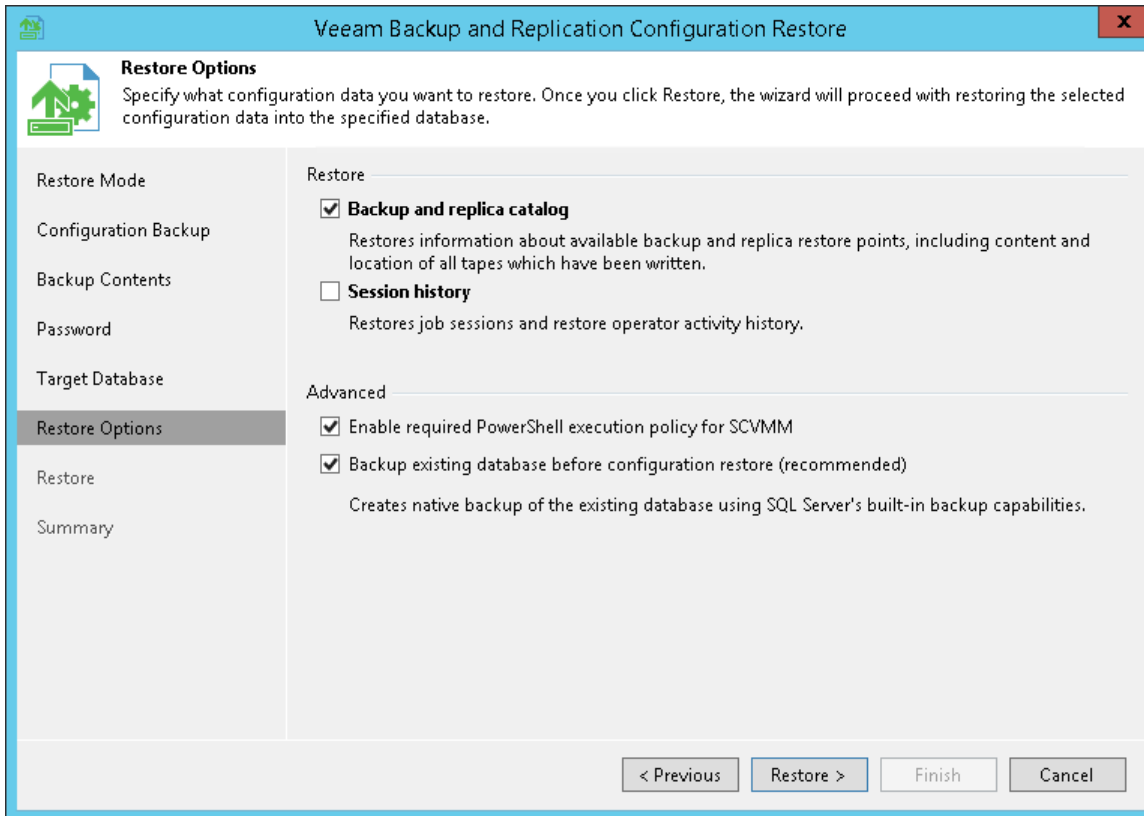 Veeam Backup and Replication Configuration Restore
x
Restore Options
Specify what configuration data you want to restore. Once you click Restore, the wizard will proceed with restoring the selected
configuration data into the specified database.
Restore Mode
Configuration Backup
Backup Contents
Password
Target Database
Restore Options
Restore
Summary
Restore
Backup and replica catalog
Restores information about available backup and replica restore points, including content and
location of all tapes which have been written.
Session history
Restores job sessions and restore operator activity history.
Advanced
Enable required PowerShell execution policy for SCVMM
Backup existing database before configuration restore (recommended)
Creates native backup of the existing database using SQL Server's built-in backup capabilities.
< Previous
Restore >
Finish
Cancel